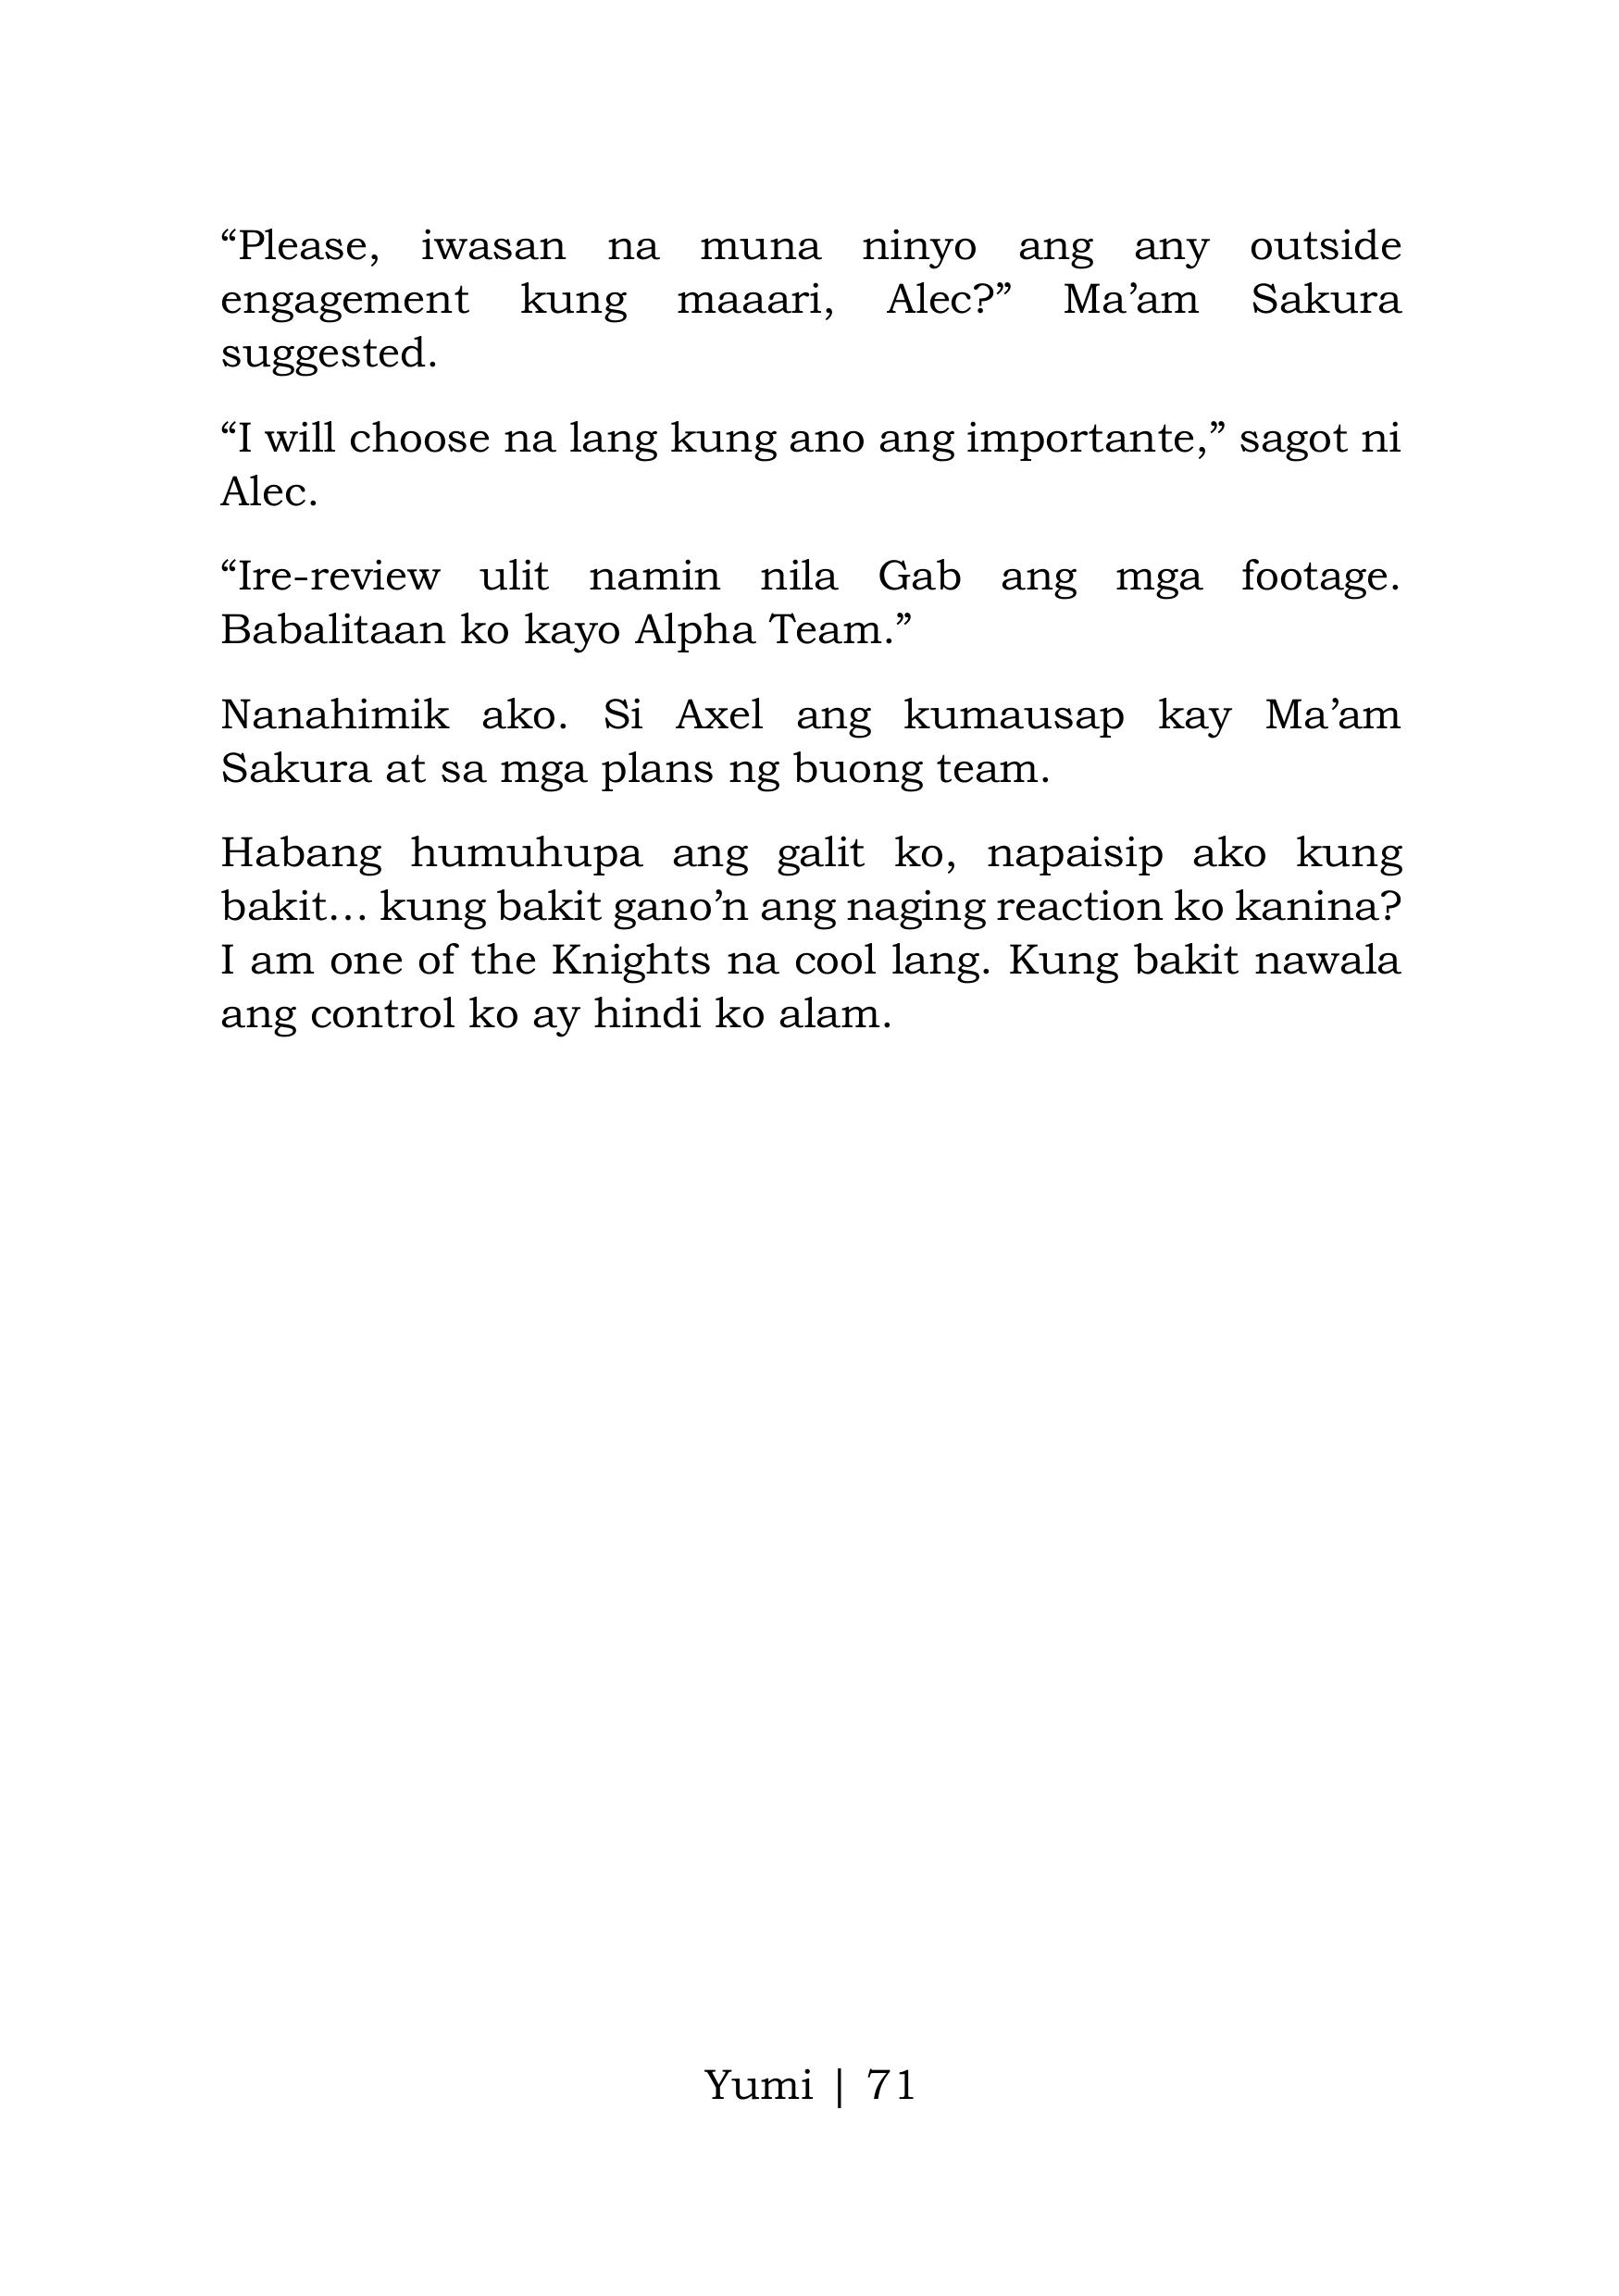 “Please, iwasan na muna ninyo ang any outside
engagement kung maaari, Alec?” Ma’am Sakura
suggested.
“I will choose na lang kung ano ang importante,” sagot ni
Alec.
“Ire-review ulit namin nila Gab ang mga footage.
Babalitaan ko kayo Alpha Team.”
Nanahimik ako. Si Axel ang kumausap kay Ma’am
Sakura at sa mga plans ng buong team.
Habang humuhupa ang galit ko, napaisip ako kung
bakit… kung bakit gano’n ang naging reaction ko kanina?
I am one of the Knights na cool lang. Kung bakit nawala
ang control ko ay hindi ko alam.
Yumi | 71